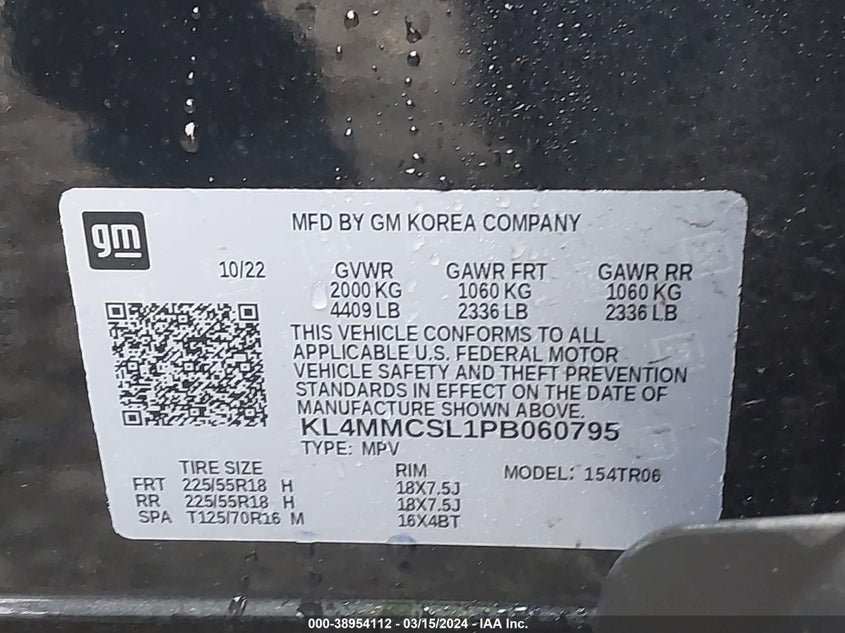 gm
MFD BY GM KOREA COMPANY
10/22 GVWR GAWR FRT GAWR RR
2000 KG 1060 KG 1060 KG
4409 LB 2336 LB 2336 LB
THIS VEHICLE CONFORMS TO ALL
APPLICABLE U.S. FEDERAL MOTOR
VEHICLE SAFETY AND THEFT PREVENTION
STANDARDS IN EFFECT ON THE DATE OF
MANUFACTURE SHOWN ABOVE.
KL4MMCSL1PB060795
TYPE: MPV
TIRE SIZE RIM MODEL: 154TR06
FRT 225/55R18 H 18X7.5J
RR 225/55R18 H 18X7.5J
SPA T125/70R16 M 16X4BT
000-38954112 - 03/15/2024 - IAA Inc.